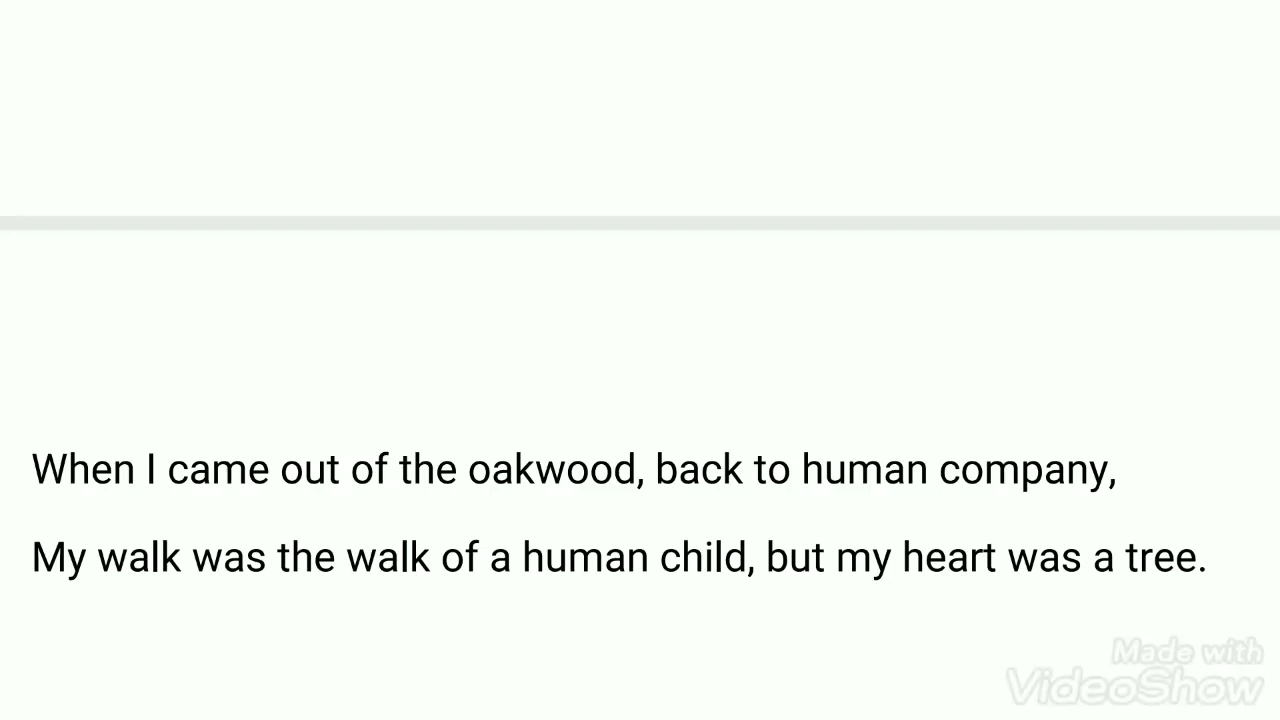 When I came out of the oakwood, back to human company,
My walk was the walk of a human child, but my heart was a tree.
Made with
VideoShow